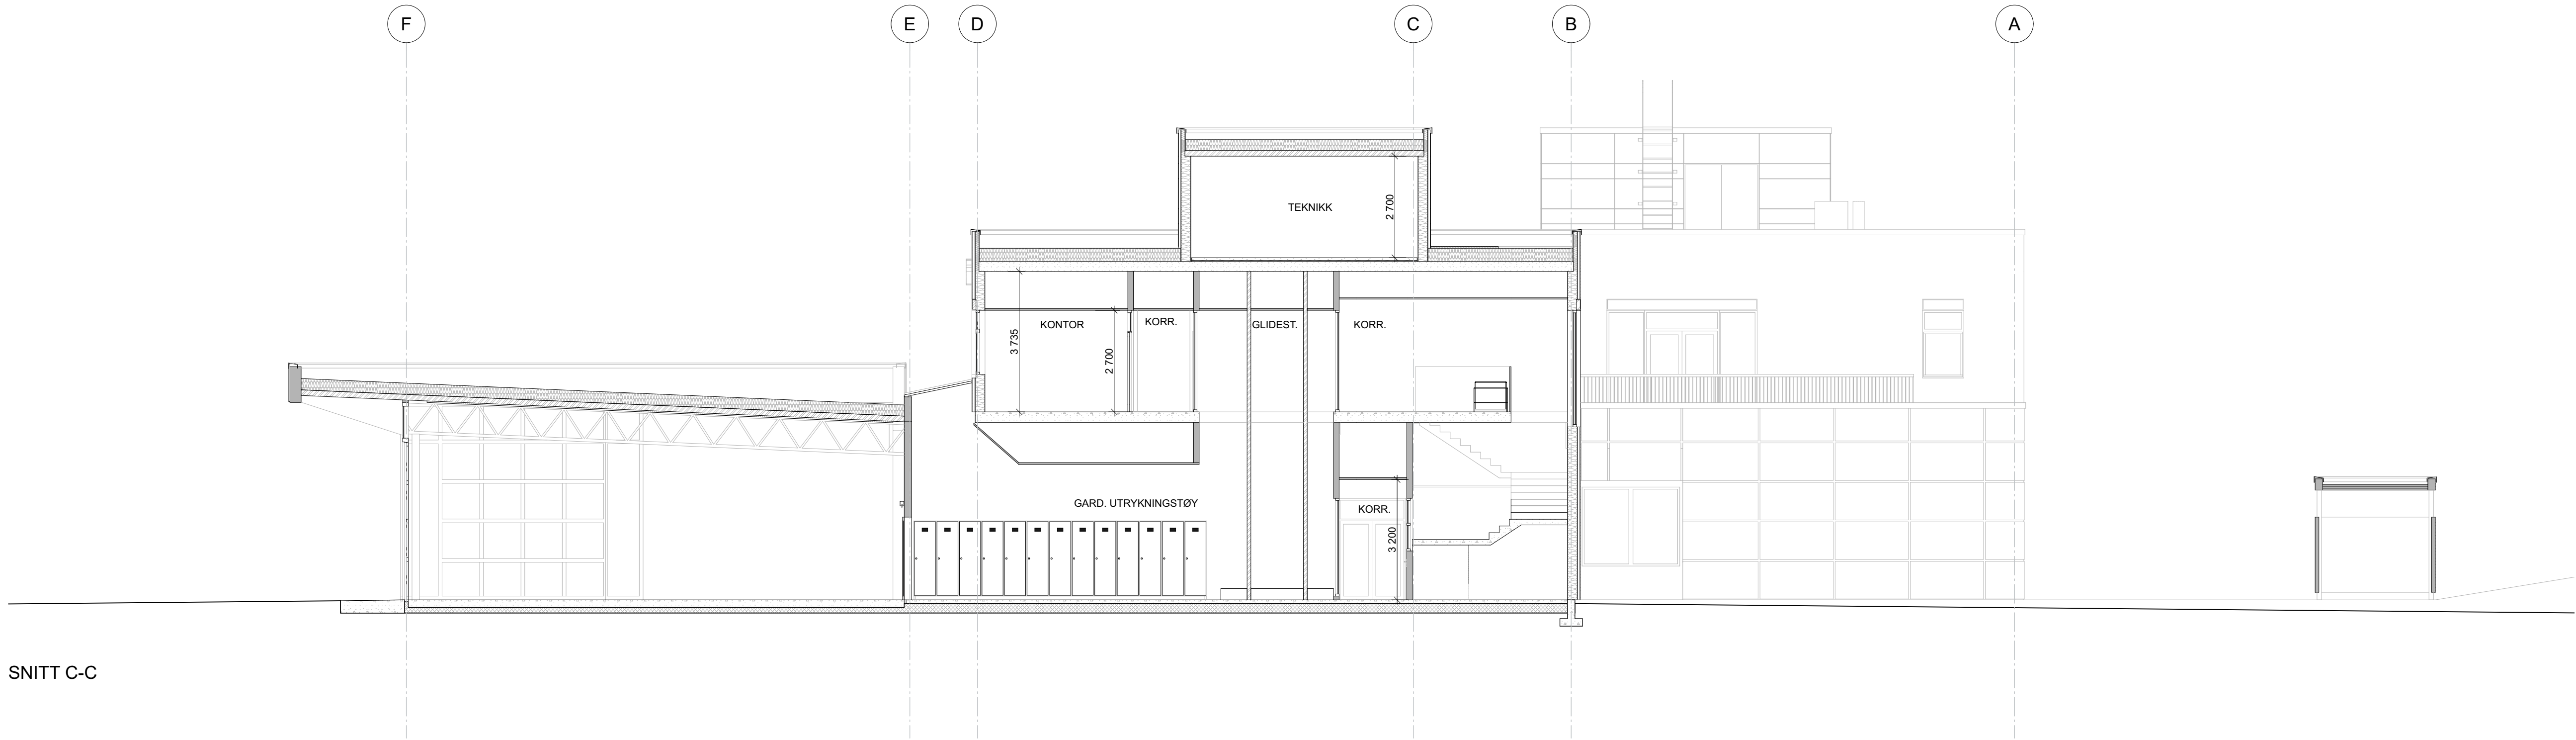 F
E
D
C
B
A
TEKNIKK
2 700
KONTOR
KORR.
GLIDEST.
KORR.
3 735
2 700
GARD. UTRYKNINGSTØY
KORR.
3 200
SNITT C-C